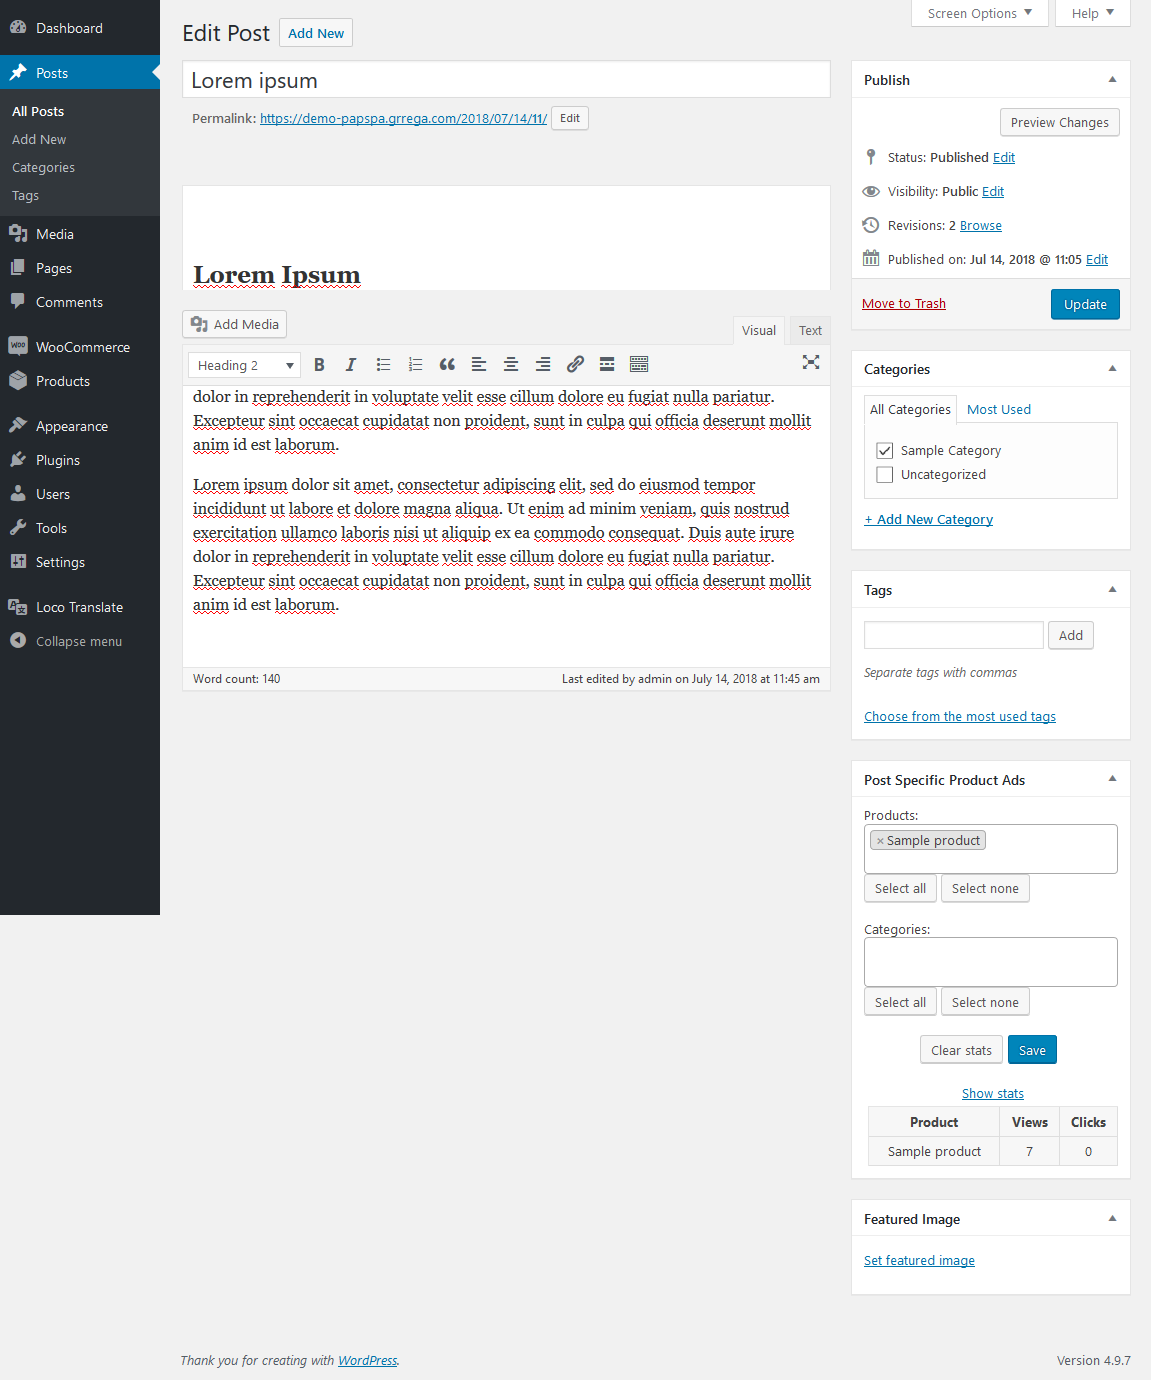 Dashboard
Posts
All Posts
Add New
Categories
Tags
Media
Pages
Comments
WooCommerce
Products
Appearance
Plugins
Users
Tools
Settings
Loco Translate
Collapse menu
Screen Options
Help
Edit Post
Add New
Lorem ipsum
Permalink: https://demo-papspa.grrega.com/2018/07/14/11/ Edit
Lorem Ipsum
Add Media
Visual
Text
Heading 2
B
I
dolor in reprehenderit in voluptate velit esse cillum dolore eu fugiat nulla pariatur.
Excepteur sint occaecat cupidatat non proident, sunt in culpa qui officia deserunt mollit
anim id est laborum.
Lorem ipsum dolor sit amet, consectetur adipiscing elit, sed do eiusmod tempor
incididunt ut labore et dolore magna aliqua. Ut enim ad minim veniam, quis nostrud
exercitation ullamco laboris nisi ut aliquip ex ea commodo consequat. Duis aute irure
dolor in reprehenderit in voluptate velit esse cillum dolore eu fugiat nulla pariatur.
Excepteur sint occaecat cupidatat non proident, sunt in culpa qui officia deserunt mollit
anim id est laborum.
Word count: 140
Last edited by admin on July 14, 2018 at 11:45 am
Publish
Preview Changes
Status: Published Edit
Visibility: Public Edit
Revisions: 2 Browse
Published on: Jul 14, 2018 @ 11:05 Edit
Move to Trash
Update
Categories
All Categories
Most Used
Sample Category
Uncategorized
+ Add New Category
Tags
Add
Separate tags with commas
Choose from the most used tags
Post Specific Product Ads
Products:
× Sample product
Select all
Select none
Categories:
Select all
Select none
Clear stats
Save
Show stats
Product Views Clicks
Sample product 7 0
Featured Image
Set featured image
Thank you for creating with WordPress.
Version 4.9.7